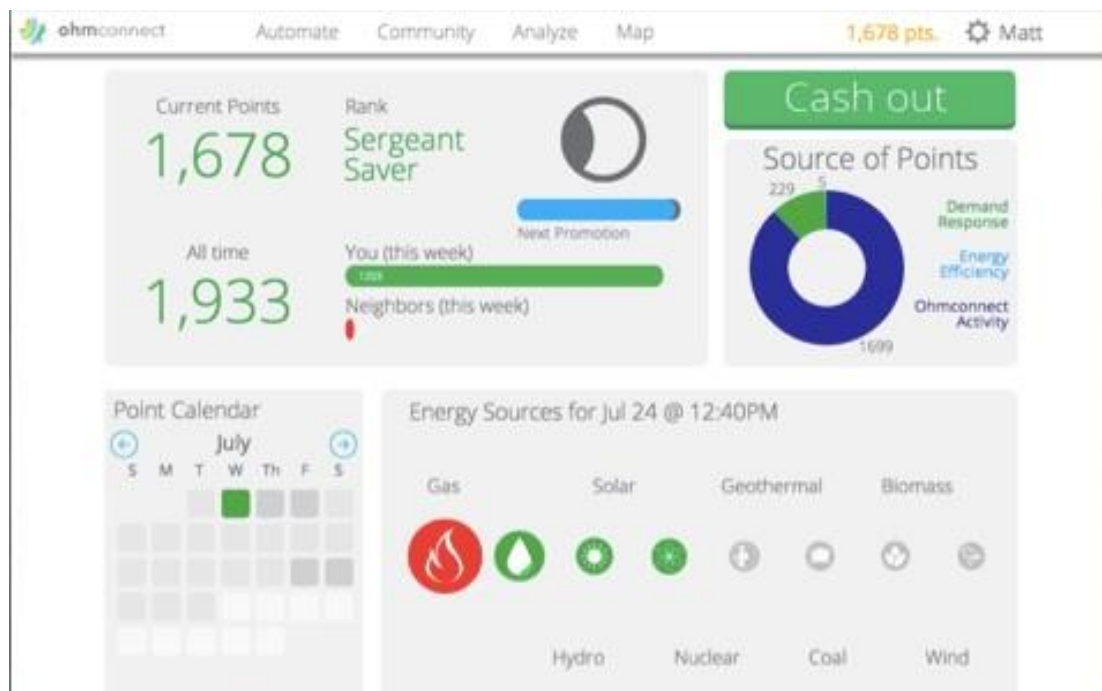 ohmconnect Automate Community Analyze Map 1,678 pts. Matt
Current Points
1,678
Rank
Sergeant
Saver
Next Promotion
All time
1,933
You (this week)
Neighbors (this week)
Cash out
Source of Points
229 5
Demand
Response
Energy
Efficiency
Ohmconnect
Activity
1699
Point Calendar
July
S M T W Th F S
Energy Sources for Jul 24 @ 12:40PM
Gas Solar Geothermal Biomass
Hydro Nuclear Coal Wind